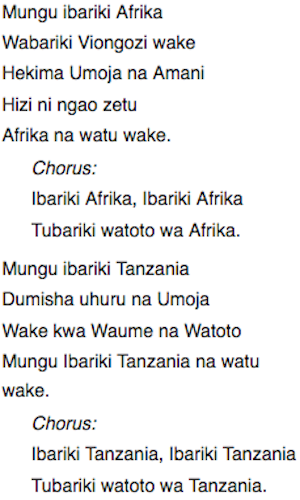 Mungu ibariki Afrika
Wabariki Viongozi wake
Hekima Umoja na Amani
Hizi ni ngao zetu
Afrika na watu wake.
Chorus:
Ibariki Afrika, Ibariki Afrika
Tubariki watoto wa Afrika.
Mungu ibariki Tanzania
Dumisha uhuru na Umoja
Wake kwa Waume na Watoto
Mungu Ibariki Tanzania na watu
wake.
Chorus:
Ibariki Tanzania, Ibariki Tanzania
Tubariki watoto wa Tanzania.